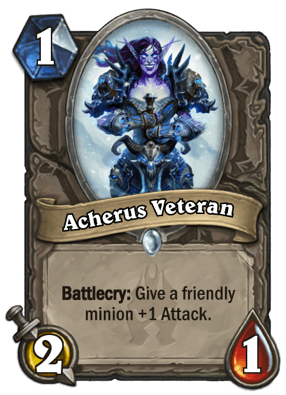 1
Acherus Veteran
Battlecry: Give a friendly
minion +1 Attack.
2
1